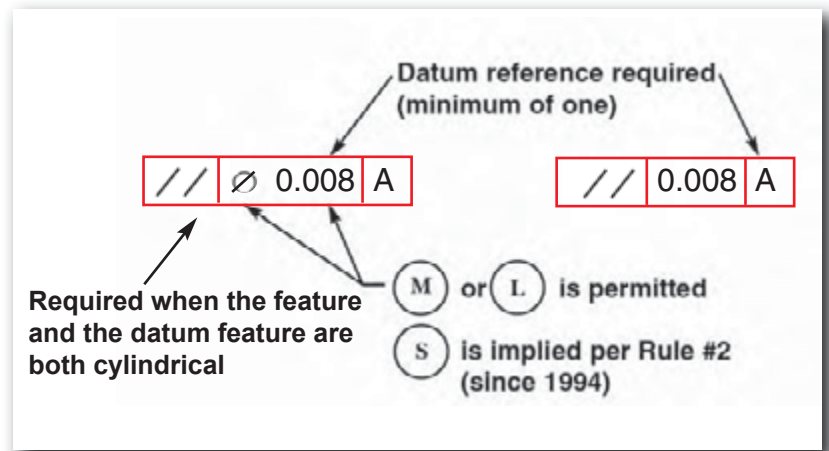 Datum reference required
(minimum of one)
// ⌀ 0.008 A
// 0.008 A
Required when the feature
and the datum feature are
both cylindrical
Ⓜ or Ⓛ is permitted
Ⓢ is implied per Rule #2
(since 1994)